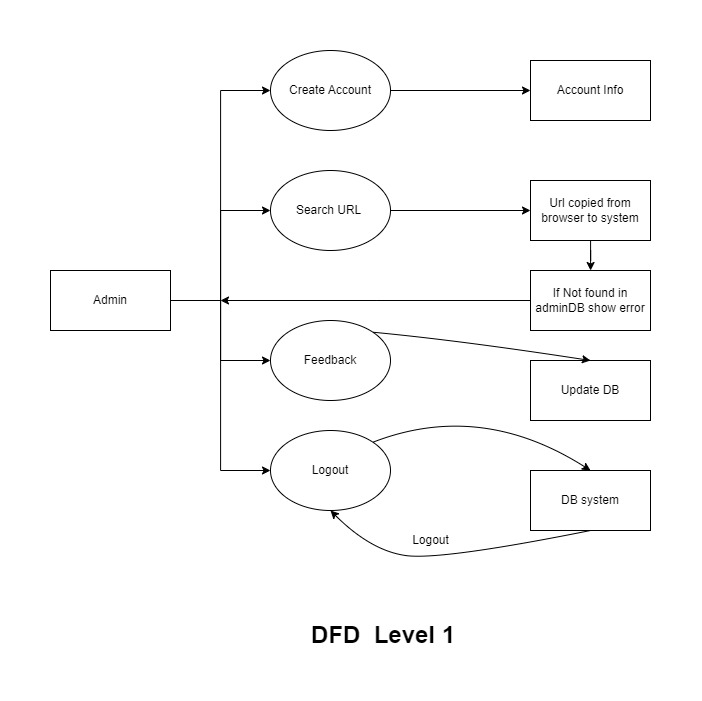 Create Account
Account Info
Search URL
Url copied from
browser to system
Admin
If Not found in
adminDB show error
Feedback
Update DB
Logout
DB system
Logout
DFD Level 1